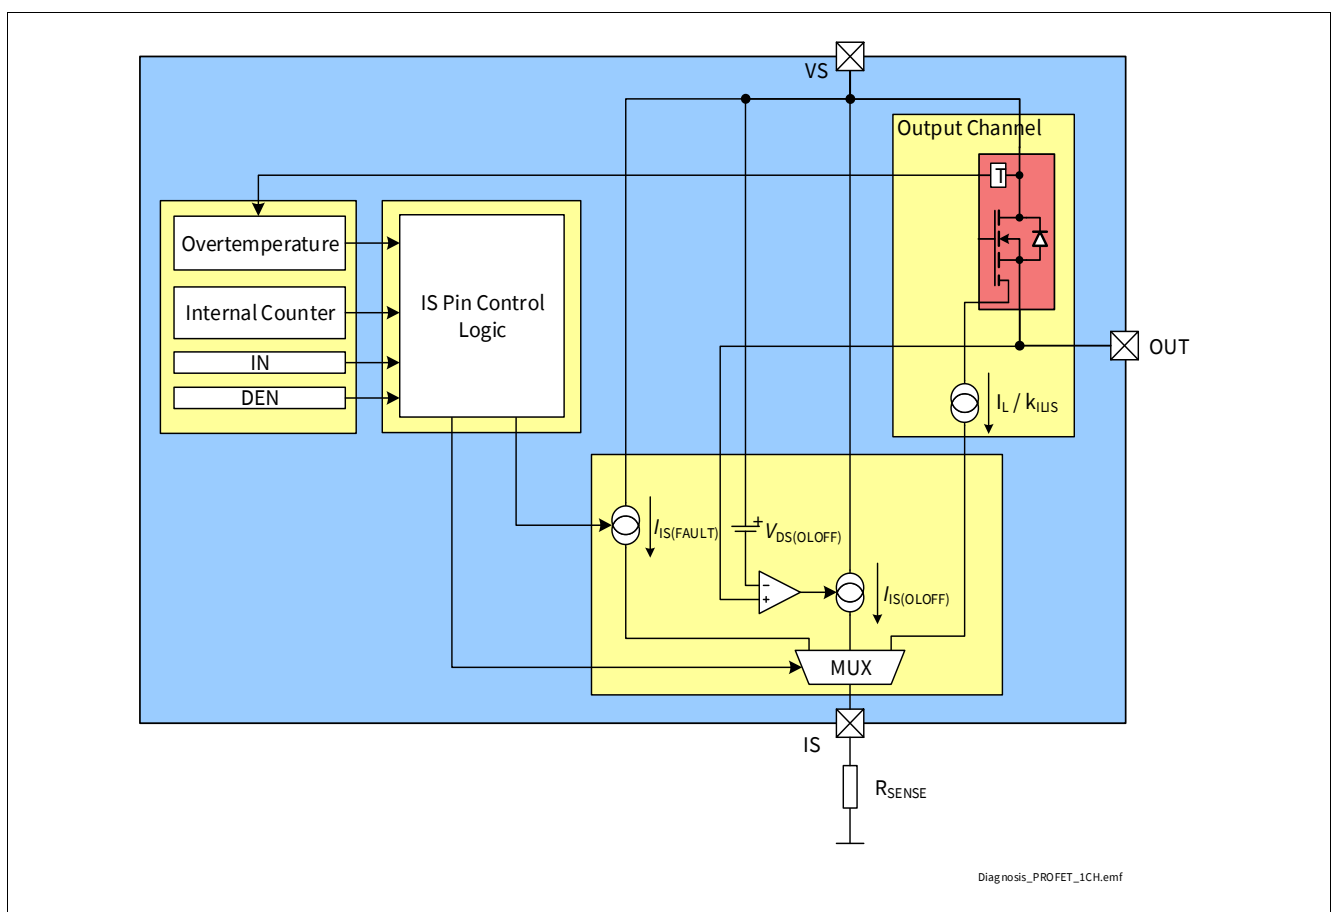 VS
Output Channel
T
Overtemperature
Internal Counter
IN
DEN
IS Pin Control
Logic
OUT
IL / kILIS
IIS(FAULT)
+
VDS(OLOFF)
−
+
IIS(OLOFF)
MUX
IS
RSENSE
Diagnosis_PROFET_1CH.emf